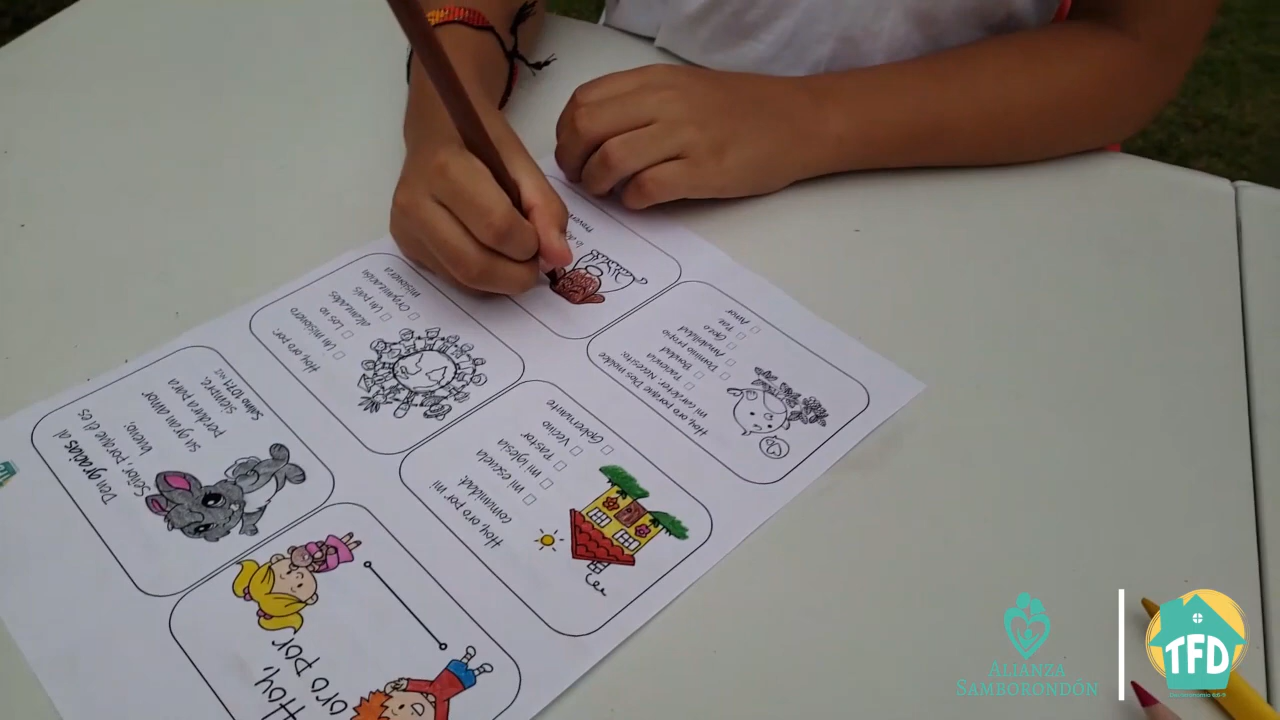 Hoy,
oro por
Den gracias al
Señor, porque él es
bueno;
su gran amor
perdura para
siempre.
Salmo 107:1 NVI
Hoy, oro por mi
comunidad:
mi escuela
mi iglesia
Pastor
Vecino
Gobernante
Hoy, oro por:
Un misionero
Los no
alcanzados
Un país
Organización
misionera
Hoy, oro porque Dios moldee
mi carácter. Necesito:
Paciencia
Bondad
Dominio propio
Amabilidad
Gozo
Paz
Amor
ALIANZA
SAMBORONDÓN
TFD